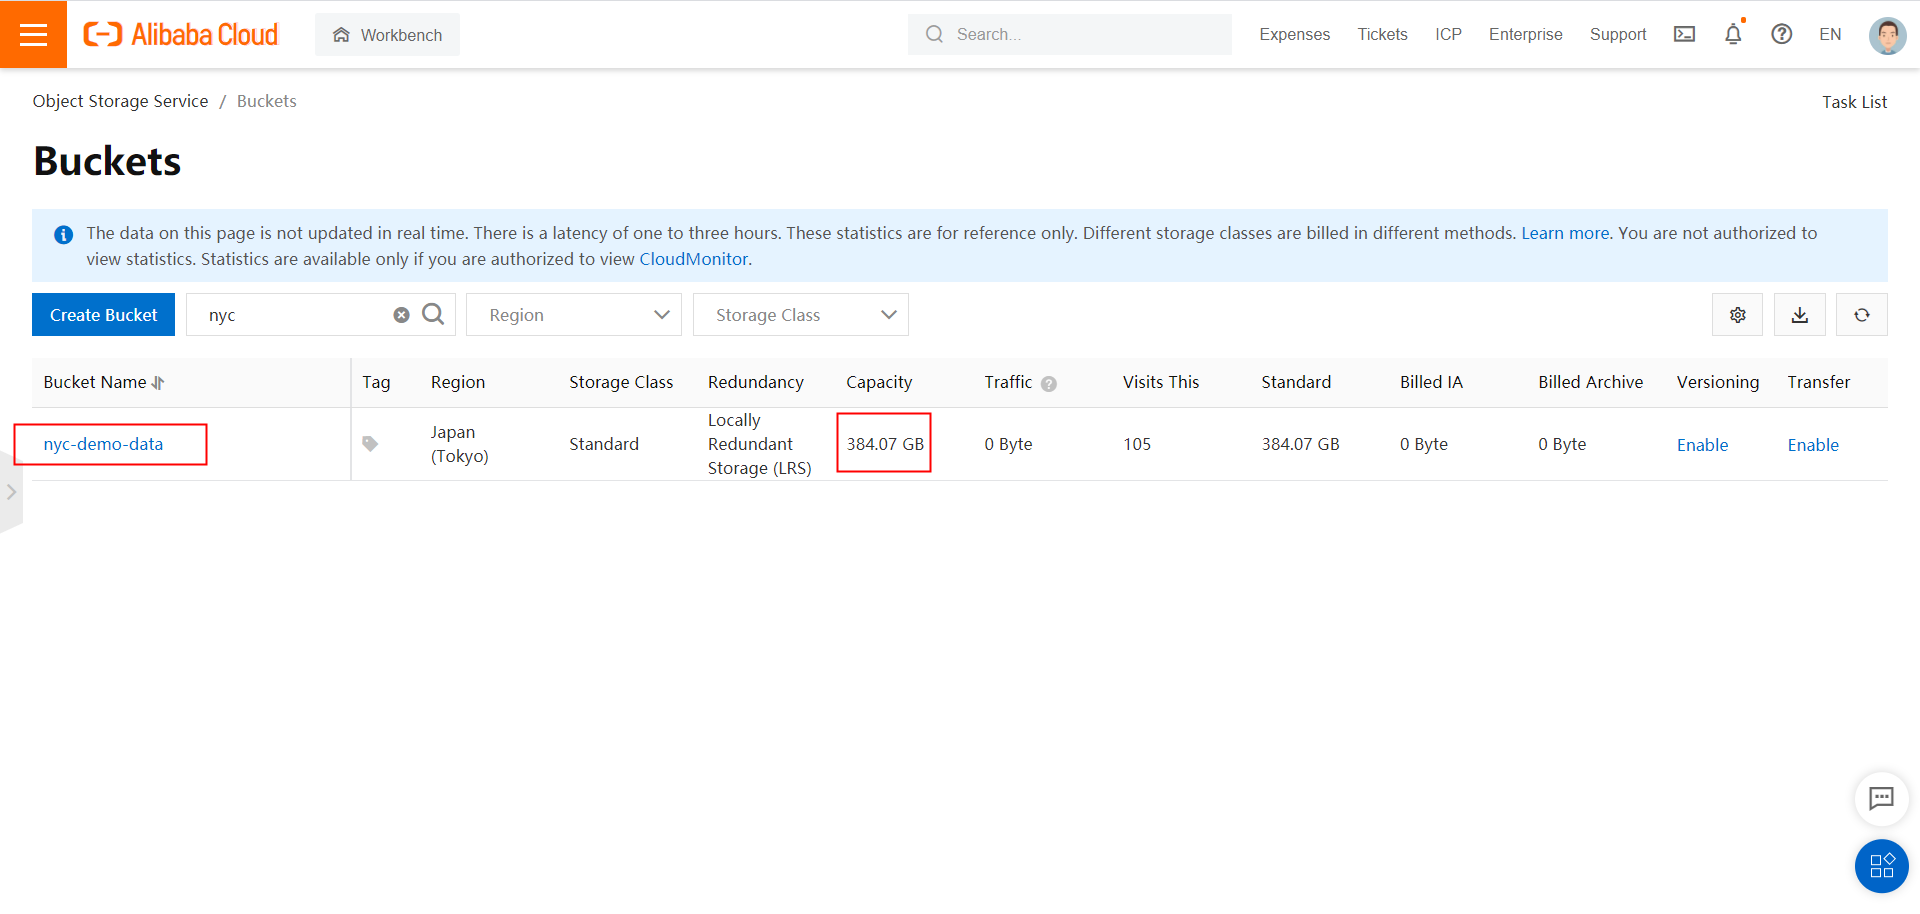 Alibaba Cloud
Workbench
Search...
Expenses
Tickets
ICP
Enterprise
Support
EN
Object Storage Service / Buckets
Task List
Buckets
The data on this page is not updated in real time. There is a latency of one to three hours. These statistics are for reference only. Different storage classes are billed in different methods. Learn more. You are not authorized to
view statistics. Statistics are available only if you are authorized to view CloudMonitor.
Create Bucket
nyc
Region
Storage Class
Bucket Name
Tag
Region
Storage Class
Redundancy
Capacity
Traffic
Visits This
Standard
Billed IA
Billed Archive
Versioning
Transfer
nyc-demo-data
Japan
(Tokyo)
Standard
Locally
Redundant
Storage (LRS)
384.07 GB
0 Byte
105
384.07 GB
0 Byte
0 Byte
Enable
Enable